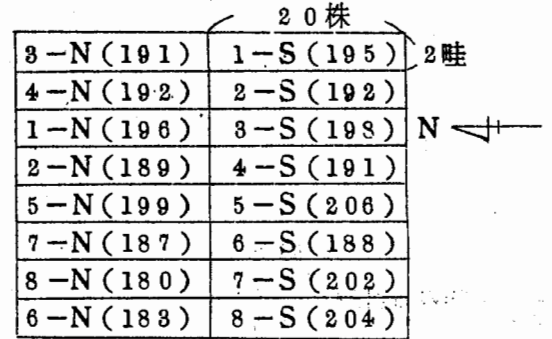 20株
3-N(191) 1-S(195) 2畦
4-N(192) 2-S(192)
1-N(196) 3-S(193) N
2-N(189) 4-S(191)
5-N(199) 5-S(206)
7-N(187) 6-S(188)
8-N(180) 7-S(202)
6-N(183) 8-S(204)